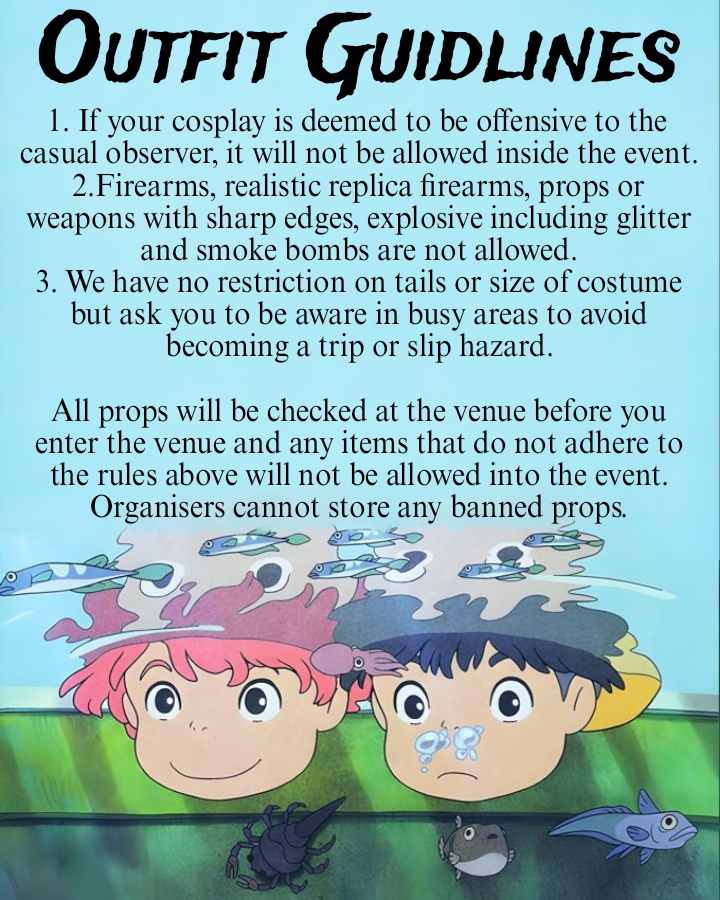 Outfit Guidlines
1. If your cosplay is deemed to be offensive to the
casual observer, it will not be allowed inside the event.
2.Firearms, realistic replica firearms, props or
weapons with sharp edges, explosive including glitter
and smoke bombs are not allowed.
3. We have no restriction on tails or size of costume
but ask you to be aware in busy areas to avoid
becoming a trip or slip hazard.
All props will be checked at the venue before you
enter the venue and any items that do not adhere to
the rules above will not be allowed into the event.
Organisers cannot store any banned props.